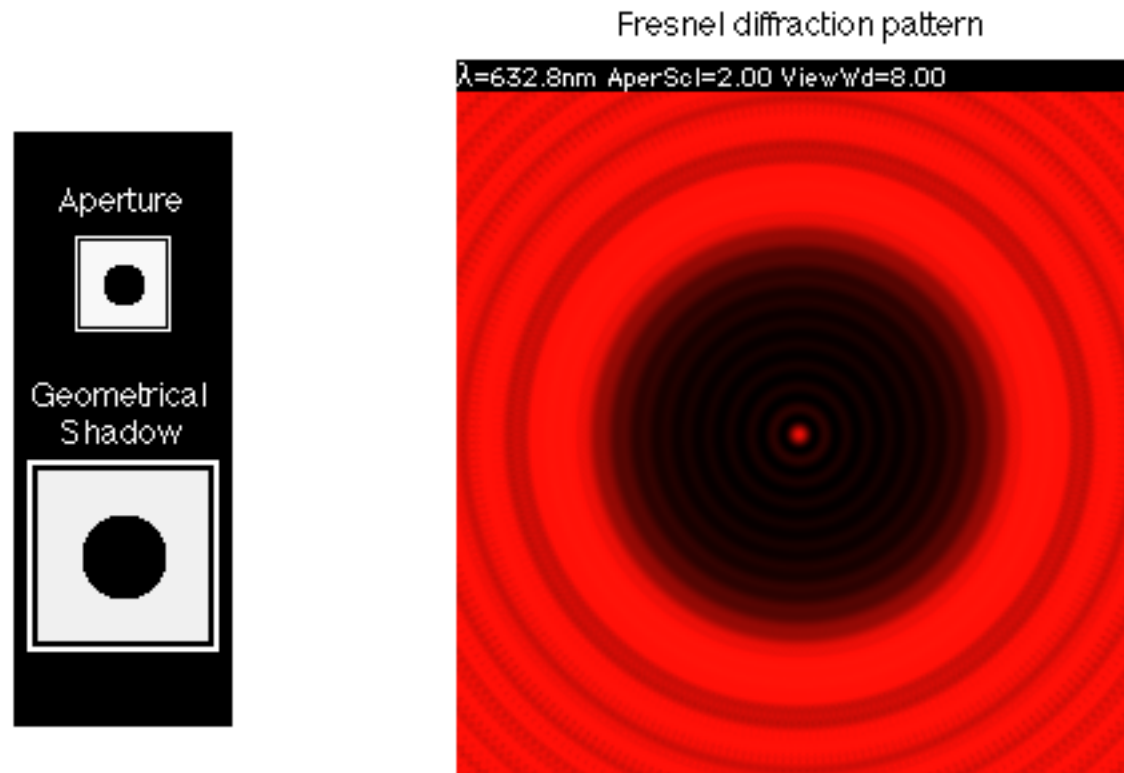 Fresnel diffraction pattern
λ=632.8nm AperScl=2.00 ViewWd=8.00
Aperture
Geometrical
Shadow